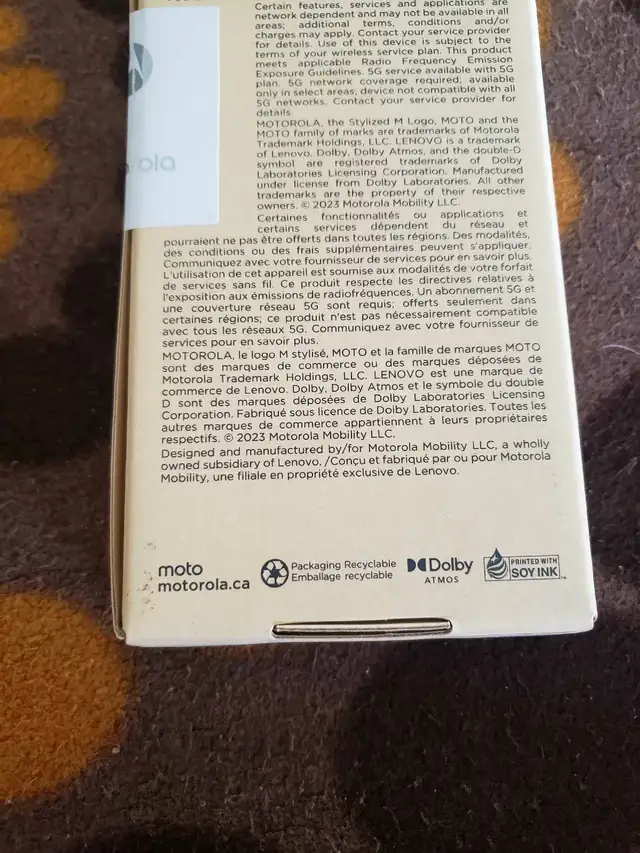 Certain features, services and applications are
network dependent and may not be available in all
areas; additional terms, conditions and/or
charges may apply. Contact your service provider
for details. Use of this device is subject to the
terms of your wireless service plan. This product
meets applicable Radio Frequency Emission
Exposure Guidelines. 5G service available with 5G
plan. 5G network coverage required; available
only in select areas; device not compatible with all
5G networks. Contact your service provider for
details
MOTOROLA, the Stylized M Logo, MOTO and the
MOTO family of marks are trademarks of Motorola
Trademark Holdings, LLC. LENOVO is a trademark
of Lenovo. Dolby, Dolby Atmos, and the double-D
symbol are registered trademarks of Dolby
Laboratories Licensing Corporation. Manufactured
under license from Dolby Laboratories. All other
trademarks are the property of their respective
owners. © 2023 Motorola Mobility LLC.
ola
Certaines fonctionnalités ou applications et
certains services dépendent du réseau et
pourraient ne pas être offerts dans toutes les régions. Des modalités,
des conditions ou des frais supplémentaires peuvent s'appliquer.
Communiquez avec votre fournisseur de services pour en savoir plus.
L'utilisation de cet appareil est soumise aux modalités de votre forfait
de services sans fil. Ce produit respecte les directives relatives à
l'exposition aux émissions de radiofréquences. Un abonnement 5G et
une couverture réseau 5G sont requis; offerts seulement dans
certaines régions; ce produit n'est pas nécessairement compatible
avec tous les réseaux 5G. Communiquez avec votre fournisseur de
services pour en savoir plus.
MOTOROLA, le logo M stylisé, MOTO et la famille de marques MOTO
sont des marques de commerce ou des marques déposées de
Motorola Trademark Holdings, LLC. LENOVO est une marque de
commerce de Lenovo. Dolby, Dolby Atmos et le symbole du double
D sont des marques déposées de Dolby Laboratories Licensing
Corporation. Fabriqué sous licence de Dolby Laboratories. Toutes les
autres marques de commerce appartiennent à leurs propriétaires
respectifs. © 2023 Motorola Mobility LLC.
Designed and manufactured by/for Motorola Mobility LLC, a wholly
owned subsidiary of Lenovo. /Conçu et fabriqué par ou pour Motorola
Mobility, une filiale en propriété exclusive de Lenovo.
moto
motorola.ca
Packaging Recyclable
Emballage recyclable
Dolby
ATMOS
PRINTED WITH
SOY INK™